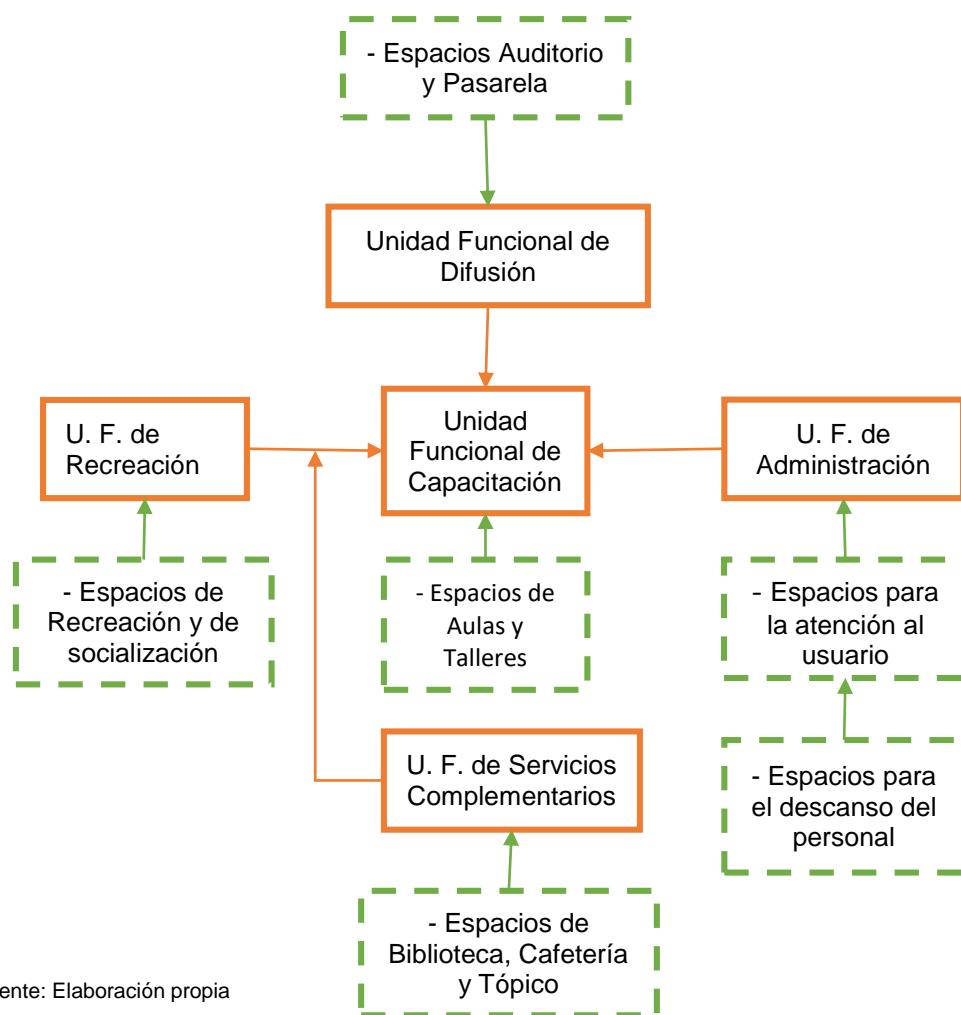 - Espacios Auditorio
y Pasarela
Unidad Funcional de
Difusión
U. F. de
Recreación
Unidad
Funcional de
Capacitación
U. F. de
Administración
- Espacios de
Recreación y de
socialización
- Espacios de
Aulas y
Talleres
- Espacios para
la atención al
usuario
U. F. de Servicios
Complementarios
- Espacios para
el descanso del
personal
- Espacios de
Biblioteca, Cafetería
y Tópico
ente: Elaboración propia